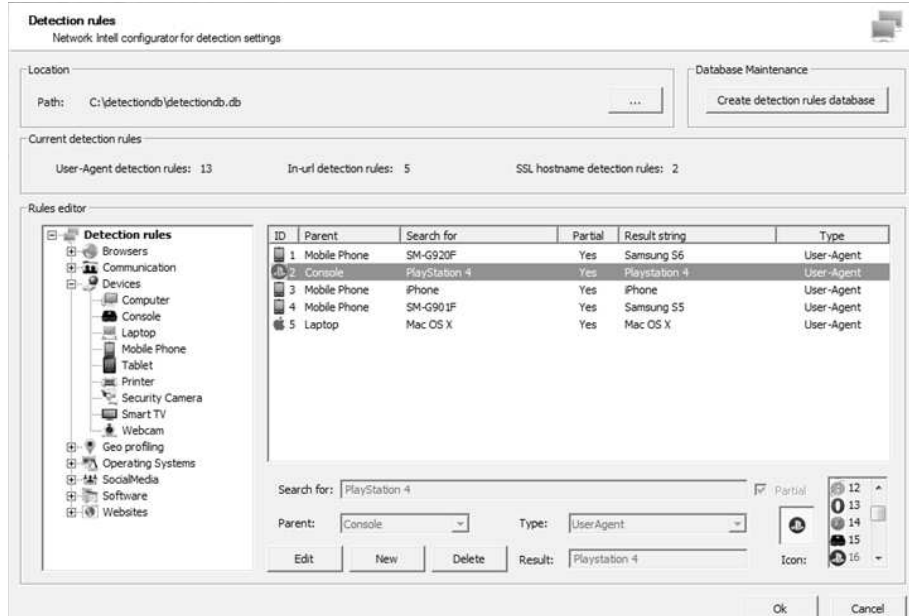 Detection rules
Network Intell configurator for detection settings
Location
Path: C:\detectiondb\detectiondb.db
...
Database Maintenance
Create detection rules database
Current detection rules
User-Agent detection rules: 13 In-url detection rules: 5 SSL hostname detection rules: 2
Rules editor
Detection rules
Browsers
Communication
Devices
Computer
Console
Laptop
Mobile Phone
Tablet
Printer
Security Camera
Smart TV
Webcam
Geo profiling
Operating Systems
SocialMedia
Software
Websites
ID Parent Search for Partial Result string Type
1 Mobile Phone SM-G920F Yes Samsung S6 User-Agent
2 Console PlayStation 4 Yes Playstation 4 User-Agent
3 Mobile Phone iPhone Yes iPhone User-Agent
4 Mobile Phone SM-G901F Yes Samsung S5 User-Agent
5 Laptop Mac OS X Yes Mac OS X User-Agent
Search for: PlayStation 4 Partial
Parent: Console Type: UserAgent
Edit New Delete Result: Playstation 4 Icon:
12
13
14
15
16
Ok Cancel